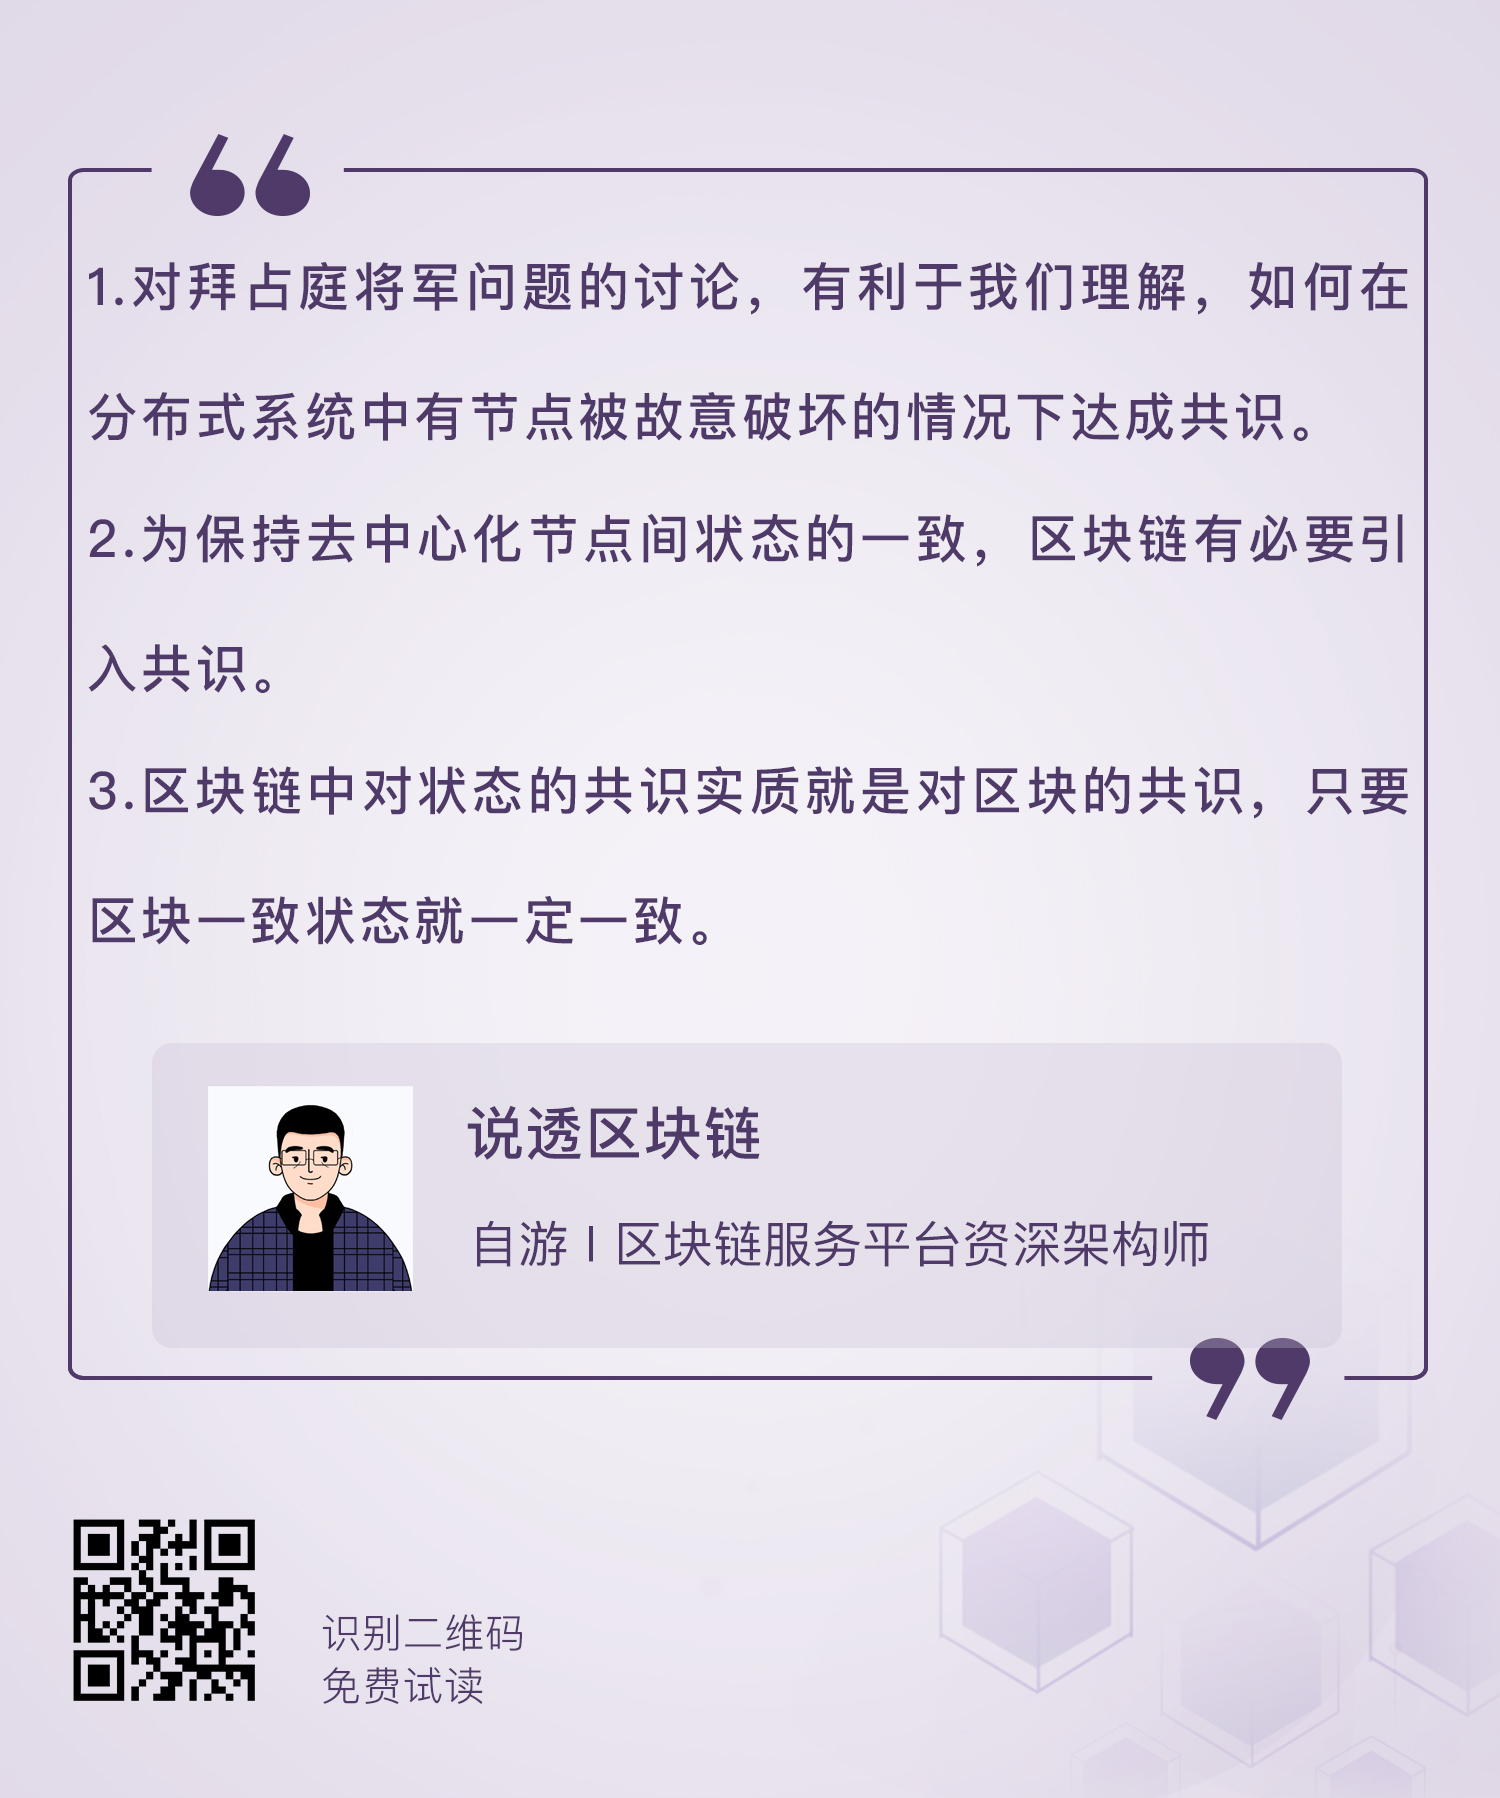 1.对拜占庭将军问题的讨论，有利于我们理解，如何在
分布式系统中有节点被故意破坏的情况下达成共识。
2.为保持去中心化节点间状态的一致，区块链有必要引
入共识。
3.区块链中对状态的共识实质就是对区块的共识，只要
区块一致状态就一定一致。
说透区块链
自游 | 区块链服务平台资深架构师
识别二维码
免费试读